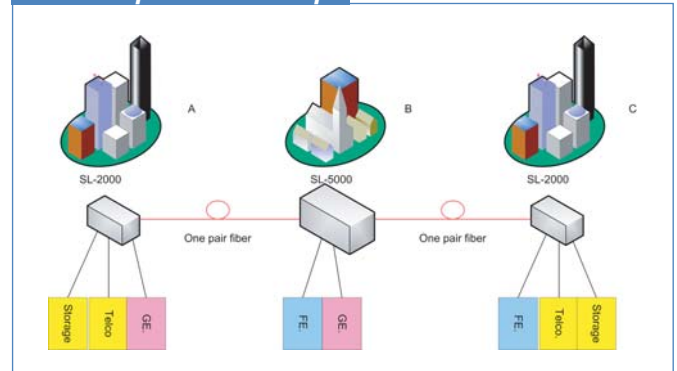 A
B
C
SL-2000
SL-5000
SL-2000
One pair fiber
One pair fiber
Storage
Telco
GE.
FE.
GE.
FE.
Telco.
Storage